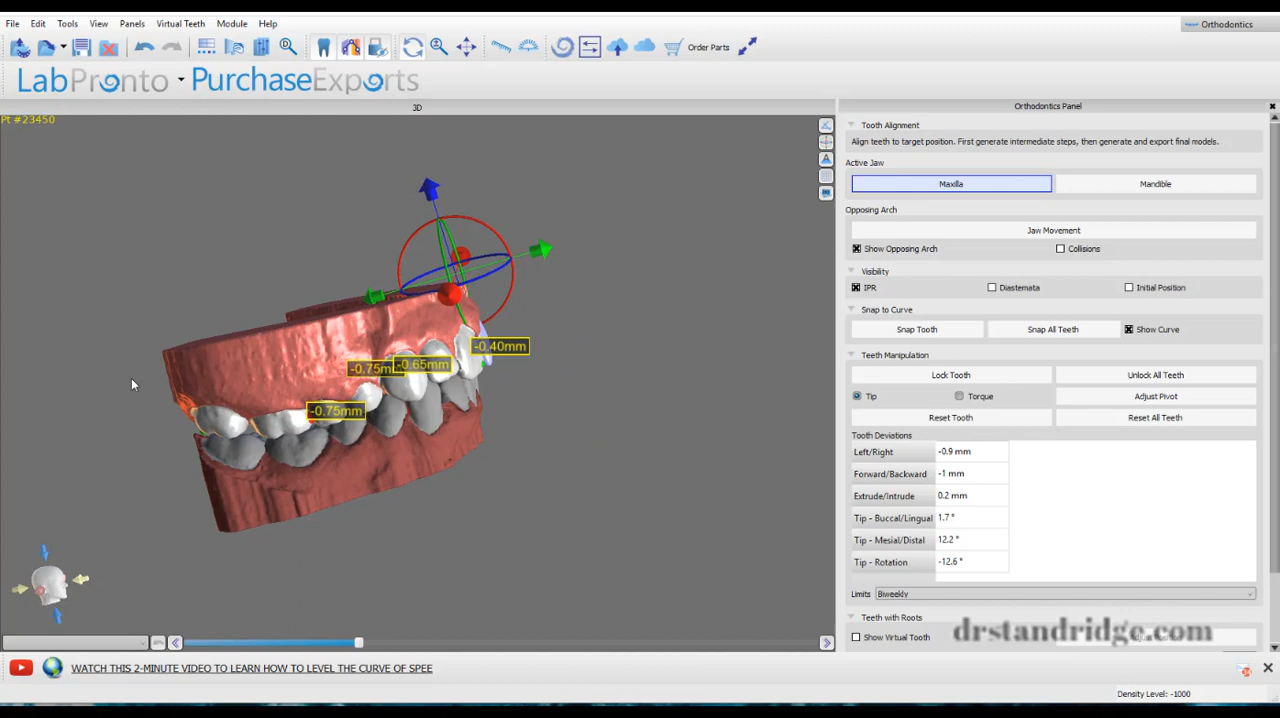 File Edit Tools View Panels Virtual Teeth Module Help
Orthodontics
Order Parts
LabPronto PurchaseExports
3D
Orthodontics Panel
Pt #23450
Tooth Alignment
Align teeth to target position. First generate intermediate steps, then generate and export final models.
Active Jaw
Maxilla Mandible
Opposing Arch
Jaw Movement
Show Opposing Arch Collisions
Visibility
IPR Diastemata Initial Position
Snap to Curve
Snap Tooth Snap All Teeth Show Curve
Teeth Manipulation
Lock Tooth Unlock All Teeth
Tip Torque Adjust Pivot
Reset Tooth Reset All Teeth
Tooth Deviations
Left/Right -0.9 mm
Forward/Backward -1 mm
Extrude/Intrude 0.2 mm
Tip - Buccal/Lingual 1.7 °
Tip - Mesial/Distal 12.2 °
Tip - Rotation -12.6 °
Limits Biweekly
Teeth with Roots
Show Virtual Tooth
drstandridge.com
-0.40mm
-0.65mm
-0.75mm
WATCH THIS 2-MINUTE VIDEO TO LEARN HOW TO LEVEL THE CURVE OF SPEE
Density Level: -1000